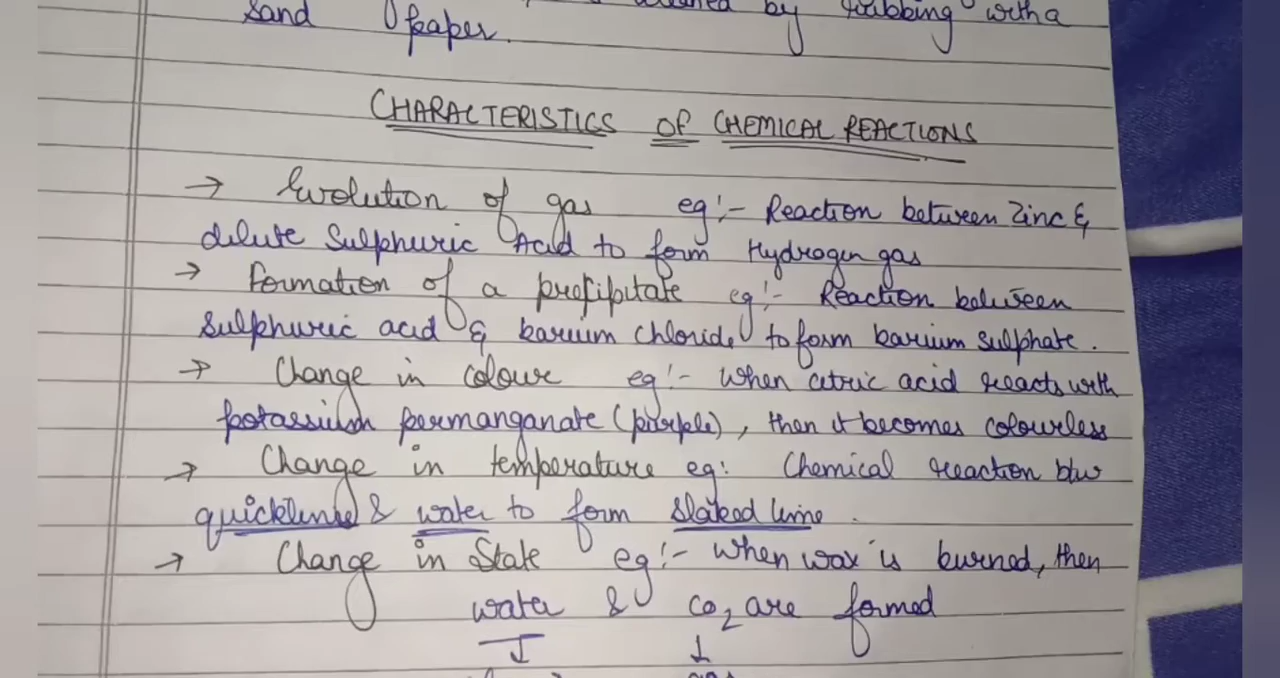 by rubbing with a
sand paper.
CHARACTERISTICS OF CHEMICAL REACTIONS
→ Evolution of gas eg:- Reaction between Zinc &
dilute Sulphuric Acid to form Hydrogen gas
→ Formation of a precipitate eg:- Reaction between
sulphuric acid & barium chloride to form barium sulphate.
→ Change in colour eg:- When citric acid reacts with
potassium permanganate (purple), then it becomes colourless
→ Change in temperature eg: Chemical reaction b/w
quicklime & water to form slaked lime.
→ Change in State eg:- When wax is burned, then
water & CO2 are formed